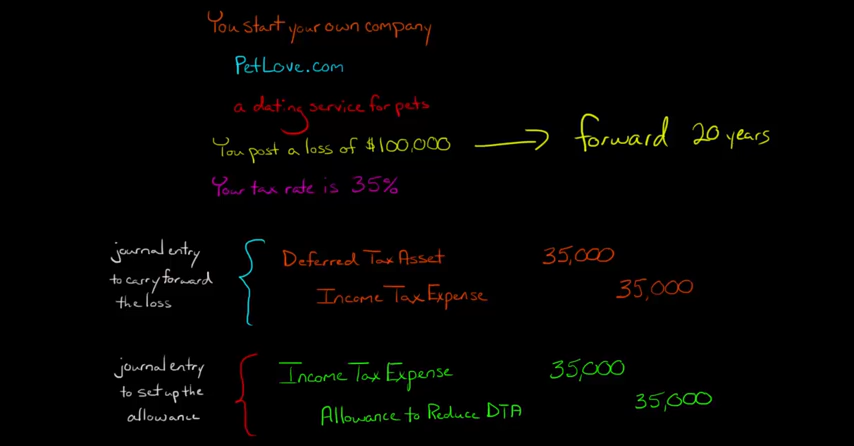 You start your own company
PetLove.com
a dating service for pets
You post a loss of $100,000 → forward 20 years
Your tax rate is 35%
journal entry
to carry forward
the loss
Deferred Tax Asset 35,000
Income Tax Expense 35,000
journal entry
to set up the
allowance
Income Tax Expense 35,000
Allowance to Reduce DTA 35,000